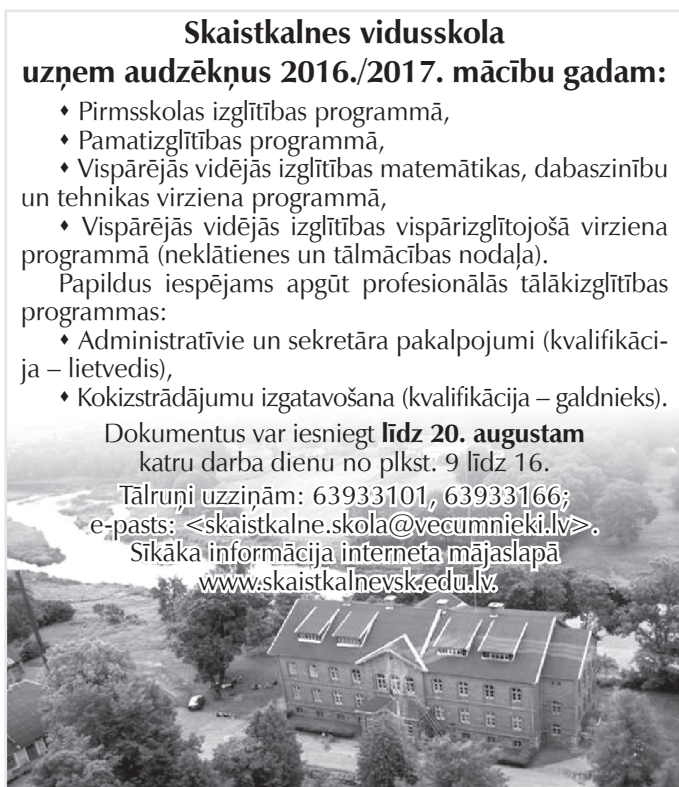 Skaistkalnes vidusskola
uzņem audzēkņus 2016./2017. mācību gadam:
• Pirmsskolas izglītības programmā,
• Pamatizglītības programmā,
• Vispārējās vidējās izglītības matemātikas, dabaszinību
un tehnikas virziena programmā,
• Vispārējās vidējās izglītības vispārizglītojošā virziena
programmā (neklātienes un tālmācības nodaļa).
Papildus iespējams apgūt profesionālās tālākizglītības
programmas:
• Administratīvie un sekretāra pakalpojumi (kvalifikāci-
ja – lietvedis),
• Kokizstrādājumu izgatavošana (kvalifikācija – galdnieks).
Dokumentus var iesniegt līdz 20. augustam
katru darba dienu no plkst. 9 līdz 16.
Tālruņi uzziņām: 63933101, 63933166;
e-pasts: <skaistkalne.skola@vecumnieki.lv>.
Sīkāka informācija interneta mājaslapā
www.skaistkalnevsk.edu.lv.